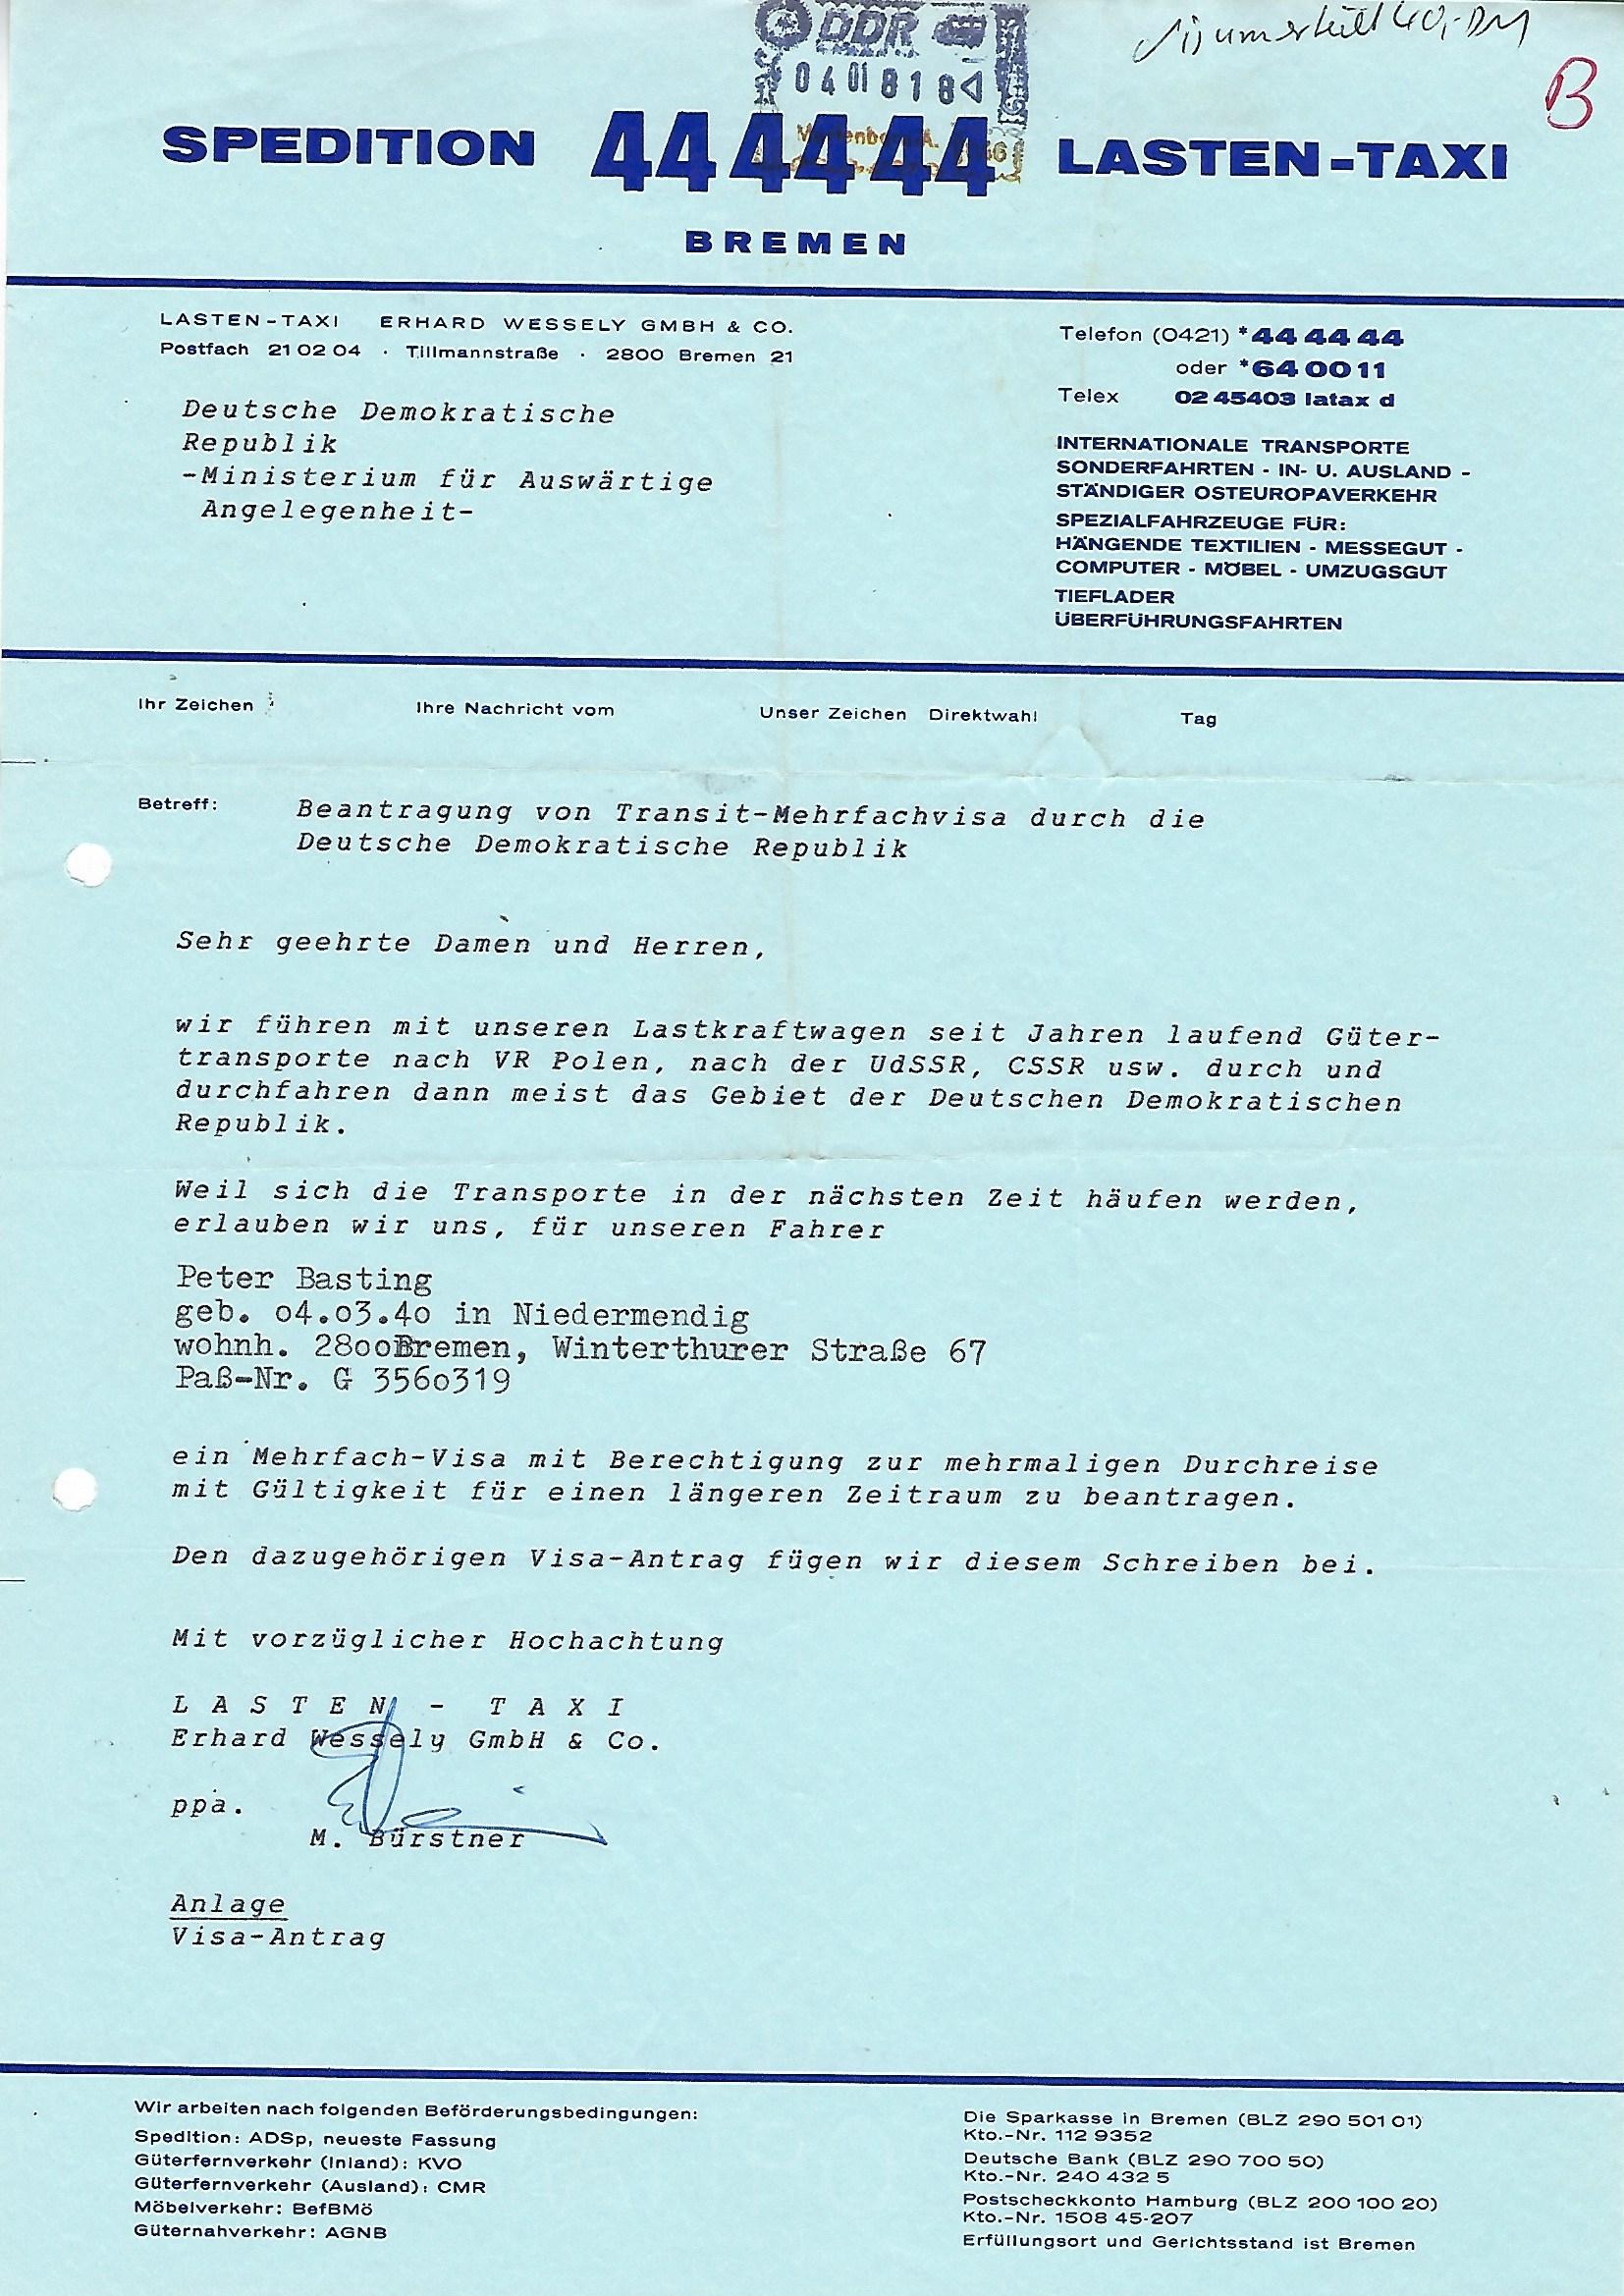 DDR
04 01 81 8
40,- DM
B
SPEDITION 44 44 44 LASTEN-TAXI
BREMEN
LASTEN-TAXI ERHARD WESSELY GMBH & CO.
Postfach 21 02 04 · Tillmannstraße · 2800 Bremen 21
Telefon (0421) *44 44 44
oder *64 00 11
Telex 02 45403 latax d
Deutsche Demokratische
Republik
-Ministerium für Auswärtige
Angelegenheit-
INTERNATIONALE TRANSPORTE
SONDERFAHRTEN - IN- U. AUSLAND -
STÄNDIGER OSTEUROPAVERKEHR
SPEZIALFAHRZEUGE FÜR:
HÄNGENDE TEXTILIEN - MESSEGUT -
COMPUTER - MÖBEL - UMZUGSGUT
TIEFLADER
ÜBERFÜHRUNGSFAHRTEN
Ihr Zeichen Ihre Nachricht vom Unser Zeichen Direktwahl Tag
Betreff: Beantragung von Transit-Mehrfachvisa durch die
Deutsche Demokratische Republik
Sehr geehrte Damen und Herren,
wir führen mit unseren Lastkraftwagen seit Jahren laufend Güter-
transporte nach VR Polen, nach der UdSSR, CSSR usw. durch und
durchfahren dann meist das Gebiet der Deutschen Demokratischen
Republik.
Weil sich die Transporte in der nächsten Zeit häufen werden,
erlauben wir uns, für unseren Fahrer
Peter Basting
geb. o4.o3.4o in Niedermendig
wohnh. 28ooBremen, Winterthurer Straße 67
Paß-Nr. G 356o319
ein Mehrfach-Visa mit Berechtigung zur mehrmaligen Durchreise
mit Gültigkeit für einen längeren Zeitraum zu beantragen.
Den dazugehörigen Visa-Antrag fügen wir diesem Schreiben bei.
Mit vorzüglicher Hochachtung
L A S T E N - T A X I
Erhard Wessely GmbH & Co.
ppa.
M. Bürstner
Anlage
Visa-Antrag
Wir arbeiten nach folgenden Beförderungsbedingungen:
Spedition: ADSp, neueste Fassung
Güterfernverkehr (Inland): KVO
Güterfernverkehr (Ausland): CMR
Möbelverkehr: BefBMö
Güternahverkehr: AGNB
Die Sparkasse in Bremen (BLZ 290 501 01)
Kto.-Nr. 112 9352
Deutsche Bank (BLZ 290 700 50)
Kto.-Nr. 240 432 5
Postscheckkonto Hamburg (BLZ 200 100 20)
Kto.-Nr. 1508 45-207
Erfüllungsort und Gerichtsstand ist Bremen